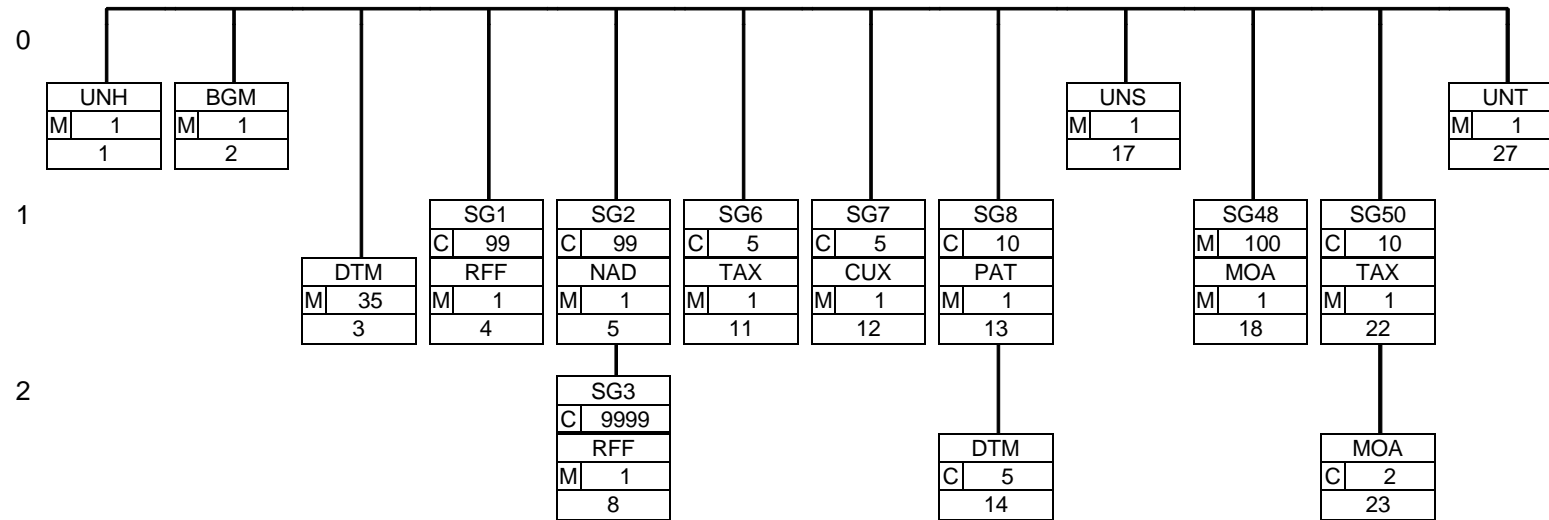 0
UNH
M 1
1
BGM
M 1
2
UNS
M 1
17
UNT
M 1
27
1
DTM
M 35
3
SG1
C 99
RFF
M 1
4
SG2
C 99
NAD
M 1
5
SG6
C 5
TAX
M 1
11
SG7
C 5
CUX
M 1
12
SG8
C 10
PAT
M 1
13
SG48
M 100
MOA
M 1
18
SG50
C 10
TAX
M 1
22
2
SG3
C 9999
RFF
M 1
8
DTM
C 5
14
MOA
C 2
23